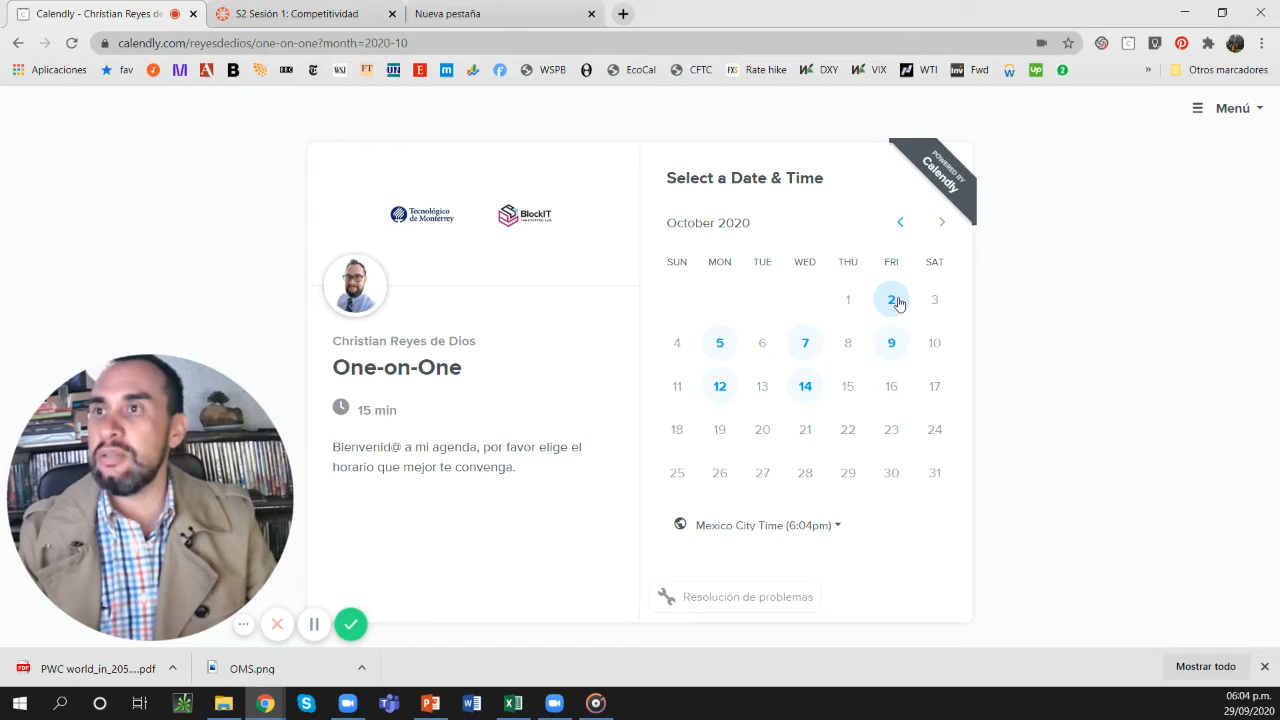 Calendly - Christian Reyes de
S2 Sesión 1: Competitividad
Nueva pestaña
calendly.com/reyesdedios/one-on-one?month=2020-10
Aplicaciones
fav
EcoCal
WSPB
CFTC
Rate hike
DXY
VIX
WTI
Fwd
Otros marcadores
Menú
POWERED BY
Calendly
Tecnológico
de Monterrey
BlockIT
INNOVATION LAB
Christian Reyes de Dios
One-on-One
15 min
Bienvenid@ a mi agenda, por favor elige el
horario que mejor te convenga.
Select a Date & Time
October 2020
SUN MON TUE WED THU FRI SAT
1 2 3
4 5 6 7 8 9 10
11 12 13 14 15 16 17
18 19 20 21 22 23 24
25 26 27 28 29 30 31
Mexico City Time (6:04pm)
Resolución de problemas
PWC world_in_205....pdf
OMS.png
Mostrar todo
06:04 p.m.
29/09/2020